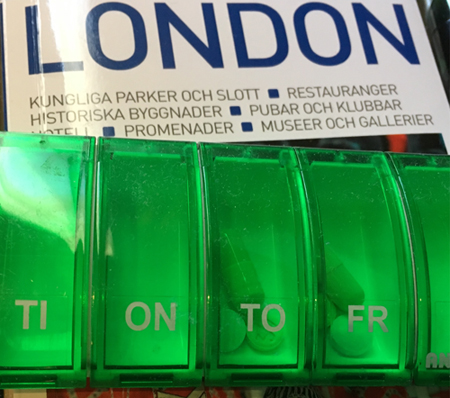 LONDON
KUNGLIGA PARKER OCH SLOTT ■ RESTAURANGER
HISTORISKA BYGGNADER ■ PUBAR OCH KLUBBAR
HOTELL ■ PROMENADER ■ MUSEER OCH GALLERIER
TI ON TO FR